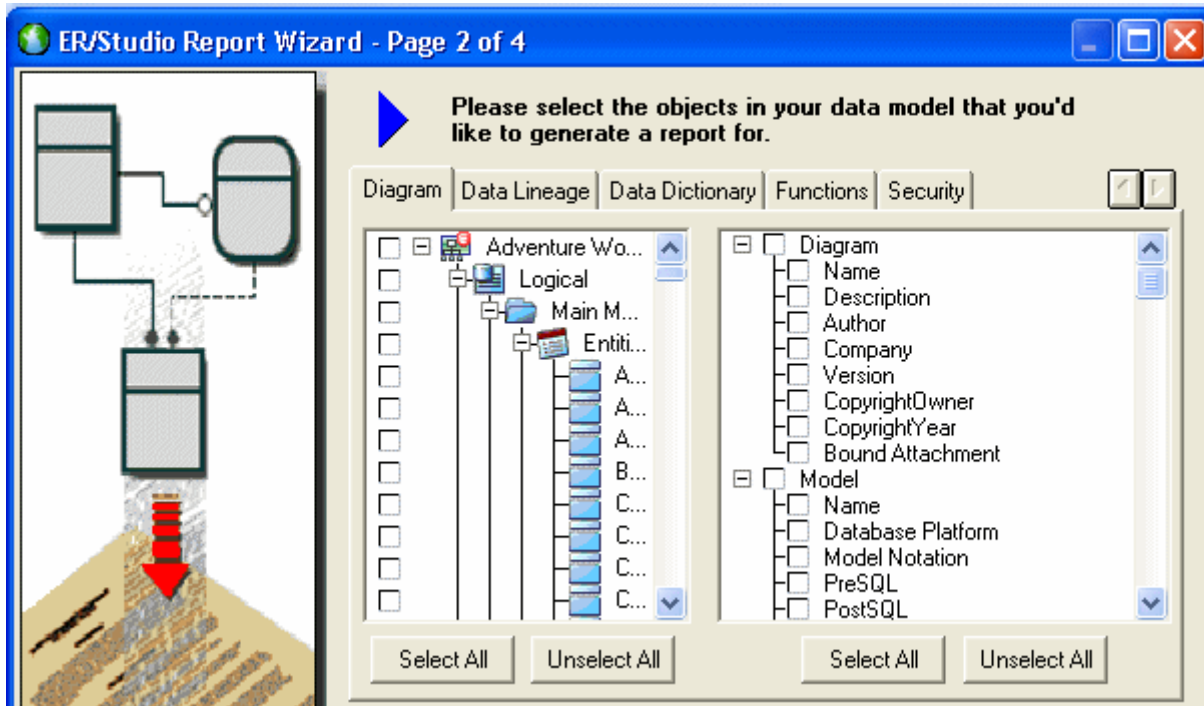 ER/Studio Report Wizard - Page 2 of 4
Please select the objects in your data model that you'd
like to generate a report for.
Diagram
Data Lineage
Data Dictionary
Functions
Security
Adventure Wo...
Logical
Main M...
Entiti...
A...
A...
A...
B...
C...
C...
C...
C...
Select All
Unselect All
Diagram
Name
Description
Author
Company
Version
CopyrightOwner
CopyrightYear
Bound Attachment
Model
Name
Database Platform
Model Notation
PreSQL
PostSQL
Select All
Unselect All